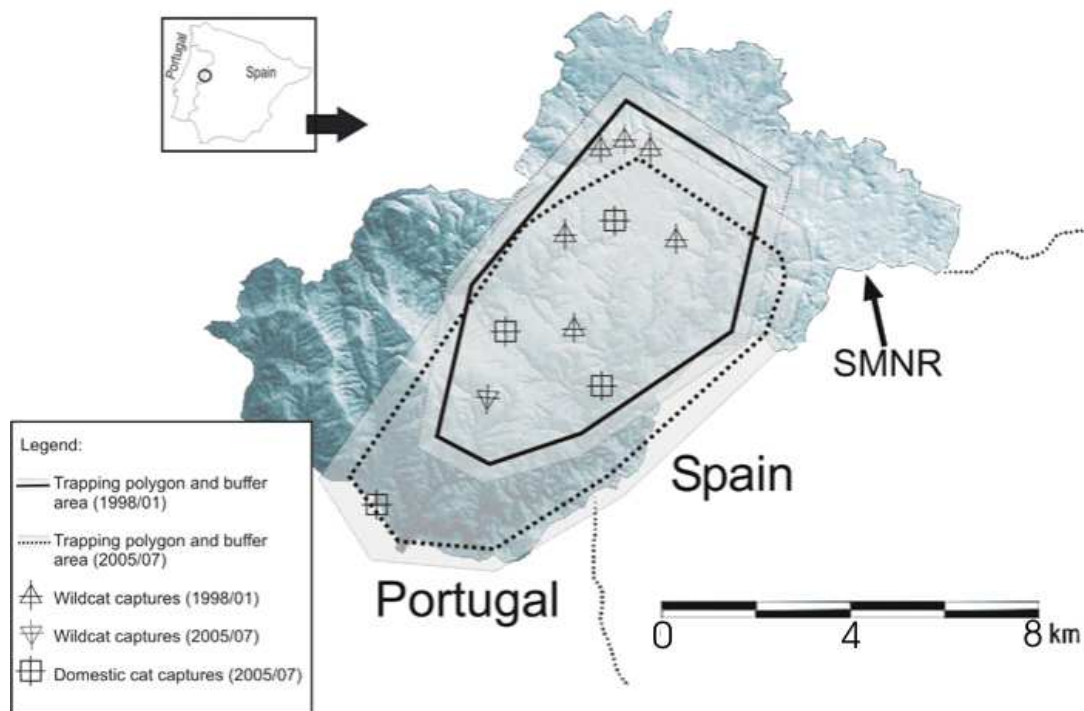 Portugal
Spain
SMNR
Spain
Portugal
Legend:
Trapping polygon and buffer
area (1998/01)
Trapping polygon and buffer
area (2005/07)
Wildcat captures (1998/01)
Wildcat captures (2005/07)
Domestic cat captures (2005/07)
0 4 8 km